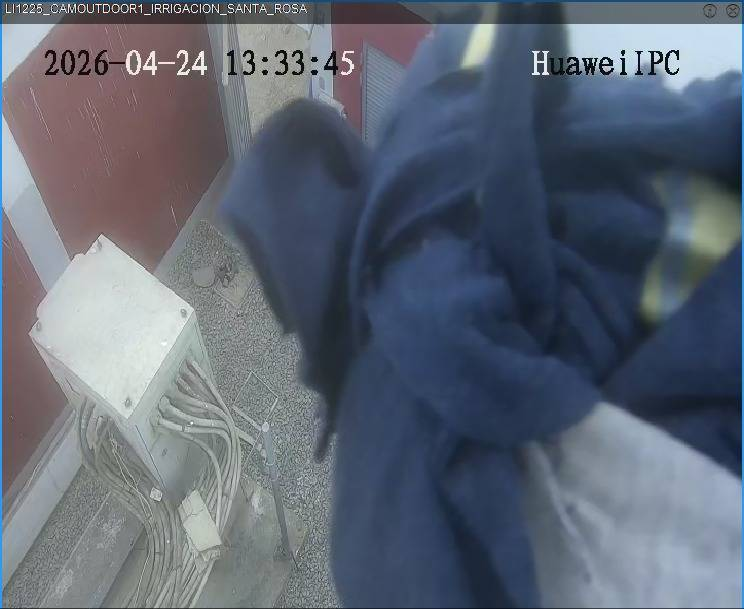 LI1225_CAMOUTDOOR1_IRRIGACION_SANTA_ROSA
2026-04-24 13:33:45
HuaweiIPC